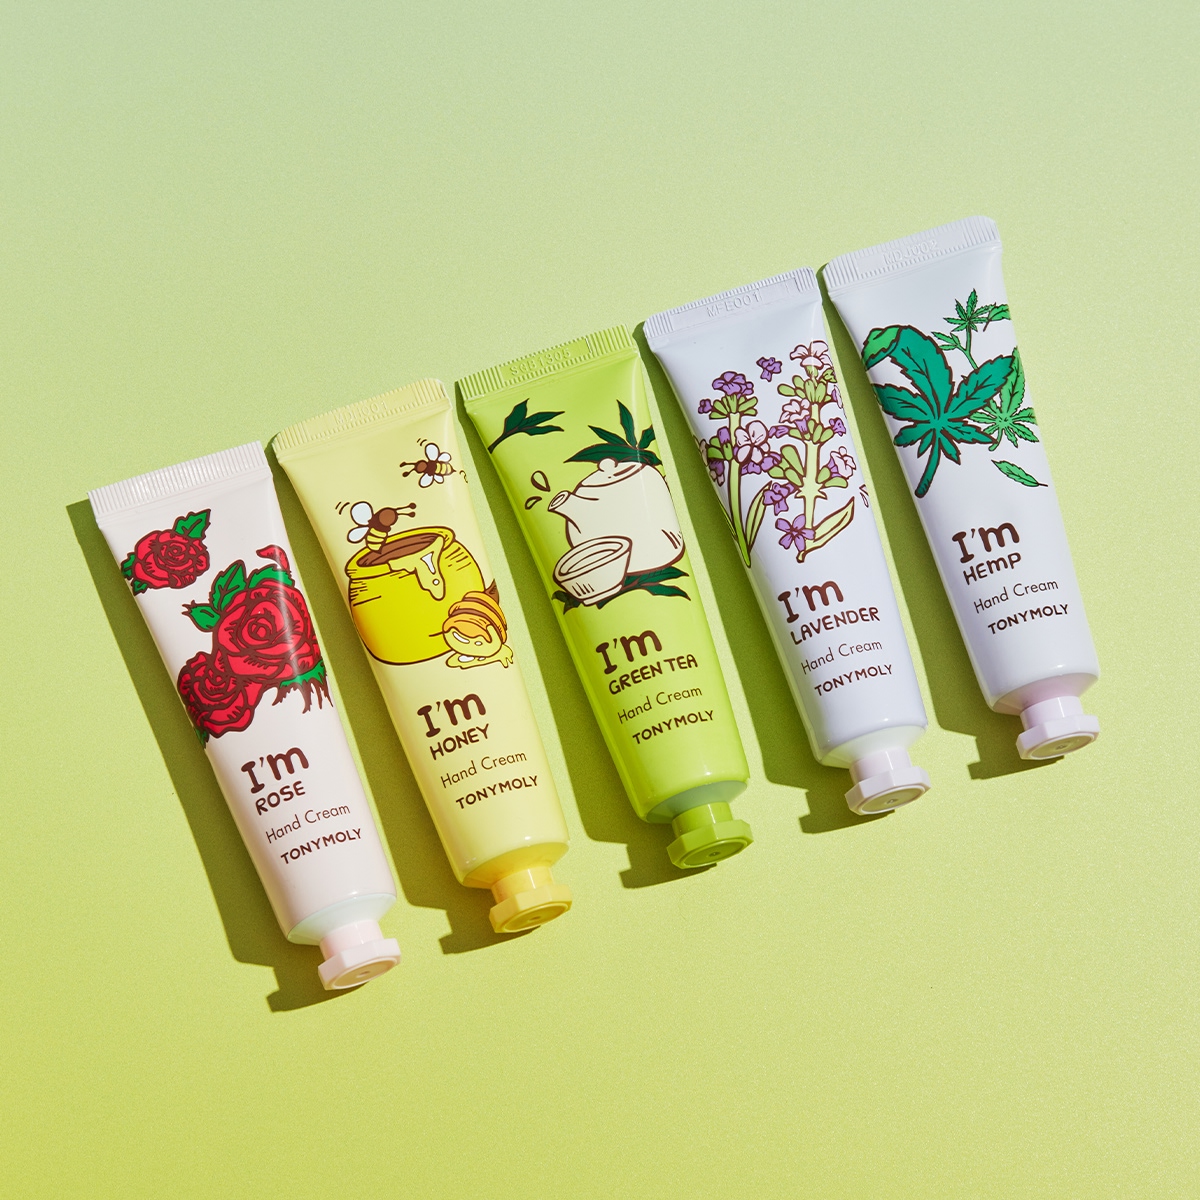 I'm
ROSE
Hand Cream
TONYMOLY
I'm
HONEY
Hand Cream
TONYMOLY
I'm
GREEN TEA
Hand Cream
TONYMOLY
MFE001
I'm
LAVENDER
Hand Cream
TONYMOLY
I'm
HEMP
Hand Cream
TONYMOLY